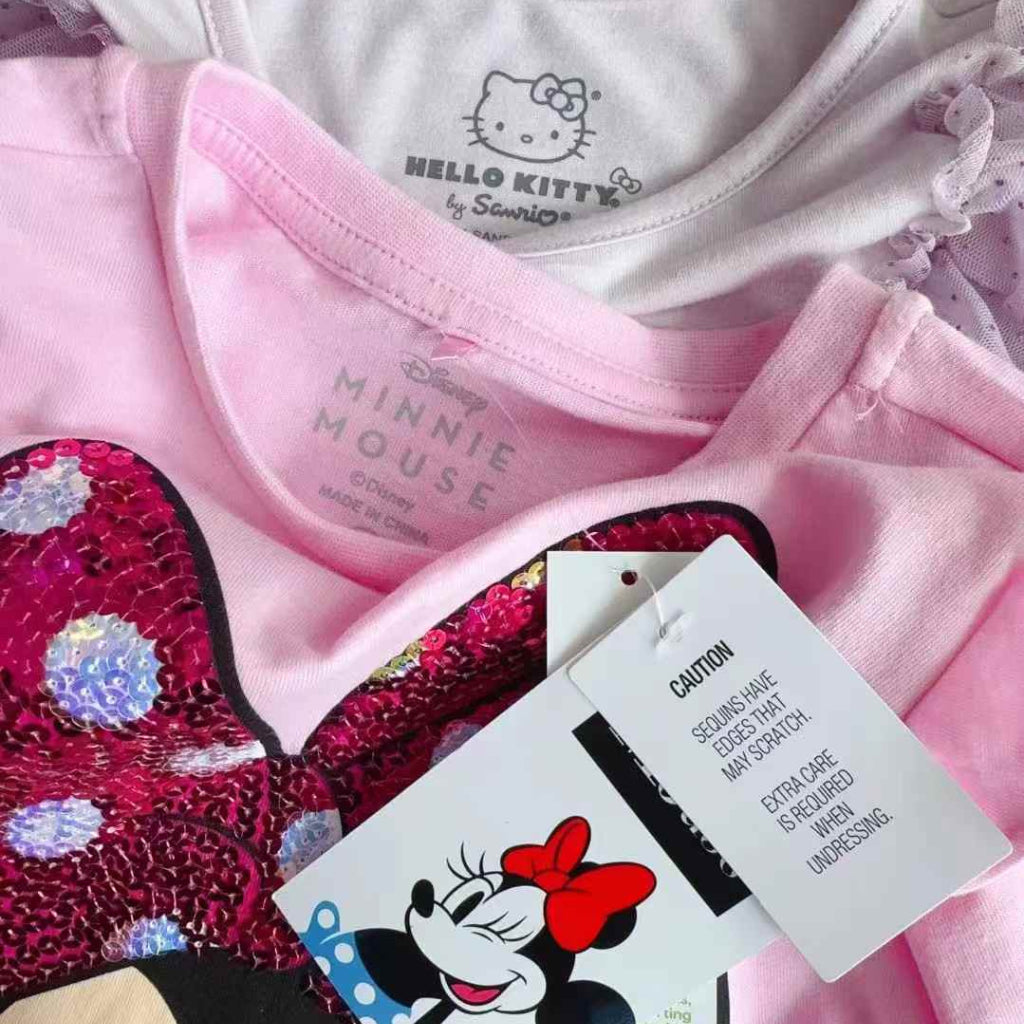 HELLO KITTY
by Sanrio
Disney
MINNIE
MOUSE
©Disney
MADE IN CHINA
CAUTION
SEQUINS HAVE
EDGES THAT
MAY SCRATCH.
EXTRA CARE
IS REQUIRED
WHEN
UNDRESSING.